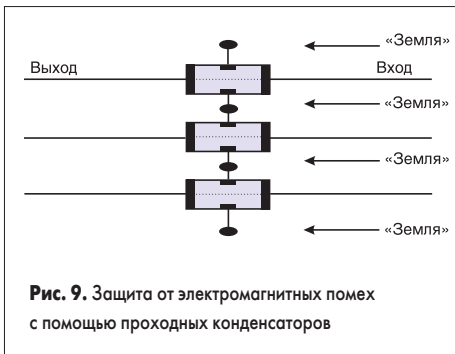 «Земля»
Выход Вход
«Земля»
«Земля»
«Земля»
Рис. 9. Защита от электромагнитных помех
с помощью проходных конденсаторов